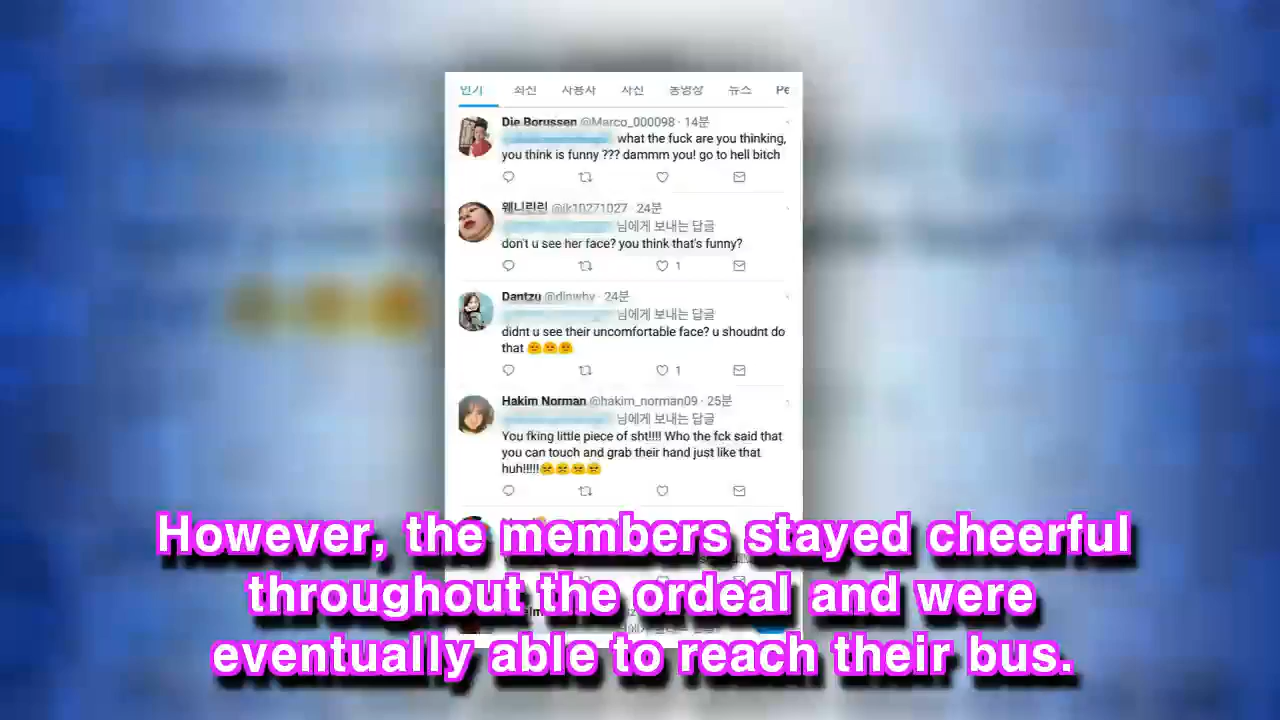 인기 최신 사용자 사진 동영상 뉴스 Pe
Die Borussen @Marco_000098 · 14분
what the fuck are you thinking,
you think is funny ??? dammm you! go to hell bitch
웬니린린 @jk10271027 · 24분
님에게 보내는 답글
don't u see her face? you think that's funny?
1
Dantzu @dinwhy · 24분
님에게 보내는 답글
didnt u see their uncomfortable face? u shoudnt do
that 😠😠😠
1
Hakim Norman @hakim_norman09 · 25분
님에게 보내는 답글
You fking little piece of sht!!!! Who the fck said that
you can touch and grab their hand just like that
huh!!!!!😣😣😣😣
However, the members stayed cheerful
throughout the ordeal and were
eventually able to reach their bus.